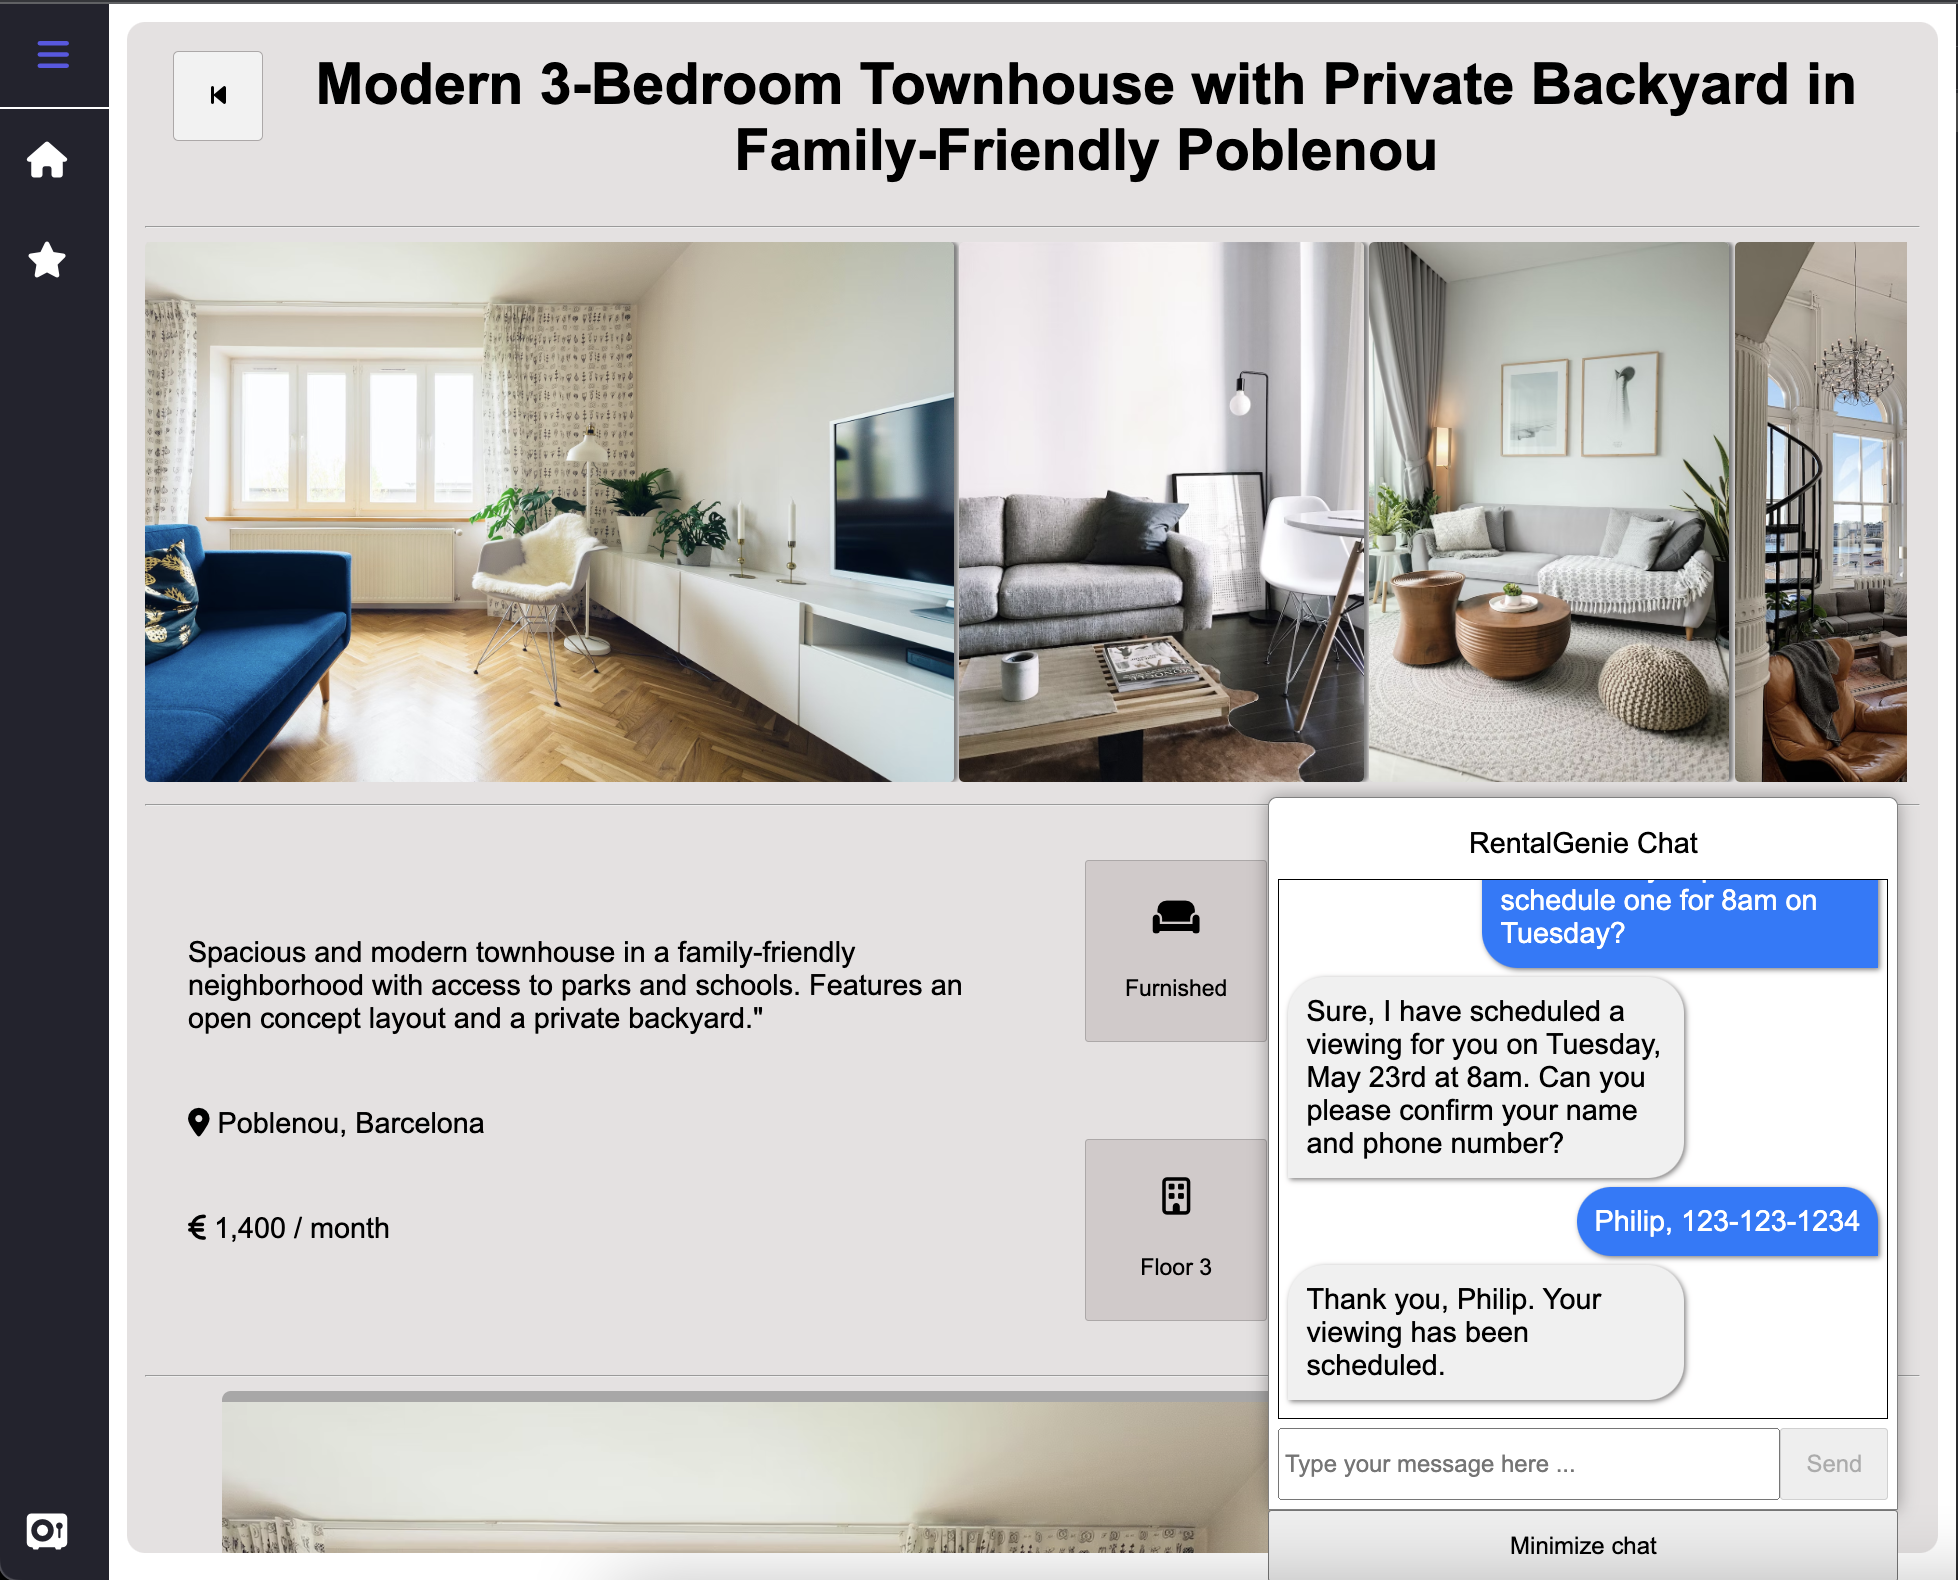 Modern 3-Bedroom Townhouse with Private Backyard in
Family-Friendly Poblenou
Spacious and modern townhouse in a family-friendly
neighborhood with access to parks and schools. Features an
open concept layout and a private backyard."
Poblenou, Barcelona
€ 1,400 / month
Furnished
Floor 3
RentalGenie Chat
schedule one for 8am on
Tuesday?
Sure, I have scheduled a
viewing for you on Tuesday,
May 23rd at 8am. Can you
please confirm your name
and phone number?
Philip, 123-123-1234
Thank you, Philip. Your
viewing has been
scheduled.
Type your message here ...
Send
Minimize chat